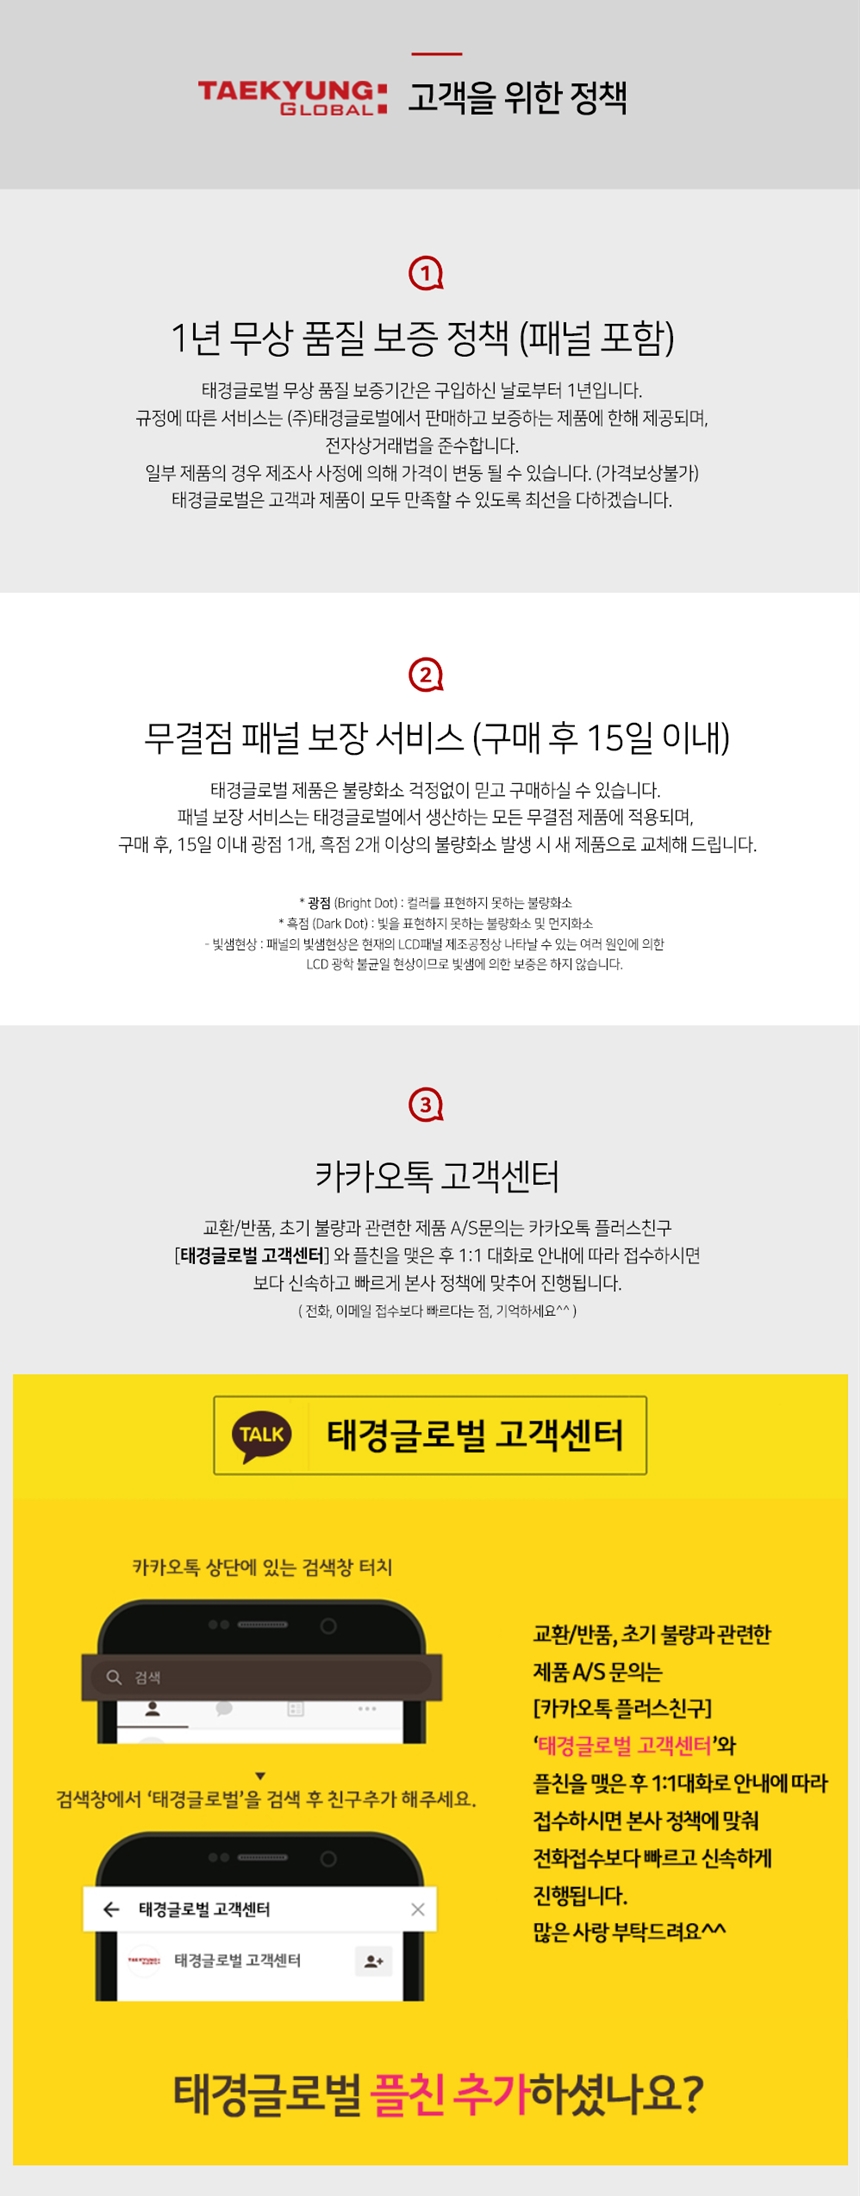 TAEKYUNG
GLOBAL
고객을 위한 정책
1
1년 무상 품질 보증 정책 (패널 포함)
태경글로벌 무상 품질 보증기간은 구입하신 날로부터 1년입니다.
규정에 따른 서비스는 (주)태경글로벌에서 판매하고 보증하는 제품에 한해 제공되며,
전자상거래법을 준수합니다.
일부 제품의 경우 제조사 사정에 의해 가격이 변동 될 수 있습니다. (가격보상불가)
태경글로벌은 고객과 제품이 모두 만족할 수 있도록 최선을 다하겠습니다.
2
무결점 패널 보장 서비스 (구매 후 15일 이내)
태경글로벌 제품은 불량화소 걱정없이 믿고 구매하실 수 있습니다.
패널 보장 서비스는 태경글로벌에서 생산하는 모든 무결점 제품에 적용되며,
구매 후, 15일 이내 광점 1개, 흑점 2개 이상의 불량화소 발생 시 새 제품으로 교체해 드립니다.
* 광점 (Bright Dot) : 컬러를 표현하지 못하는 불량화소
* 흑점 (Dark Dot) : 빛을 표현하지 못하는 불량화소 및 먼지화소
- 빛샘현상 : 패널의 빛샘현상은 현재의 LCD패널 제조공정상 나타날 수 있는 여러 원인에 의한
LCD 광학 불균일 현상이므로 빛샘에 의한 보증은 하지 않습니다.
3
카카오톡 고객센터
교환/반품, 초기 불량과 관련한 제품 A/S문의는 카카오톡 플러스친구
[태경글로벌 고객센터] 와 플친을 맺은 후 1:1 대화로 안내에 따라 접수하시면
보다 신속하고 빠르게 본사 정책에 맞추어 진행됩니다.
( 전화, 이메일 접수보다 빠르다는 점, 기억하세요^^ )
TALK
태경글로벌 고객센터
카카오톡 상단에 있는 검색창 터치
검색
검색창에서 ‘태경글로벌’을 검색 후 친구추가 해주세요.
태경글로벌 고객센터
TAEKYUNG
GLOBAL
태경글로벌 고객센터
교환/반품, 초기 불량과 관련한
제품 A/S 문의는
[카카오톡 플러스친구]
‘태경글로벌 고객센터’와
플친을 맺은 후 1:1대화로 안내에 따라
접수하시면 본사 정책에 맞춰
전화접수보다 빠르고 신속하게
진행됩니다.
많은 사랑 부탁드려요^^
태경글로벌 플친 추가하셨나요?